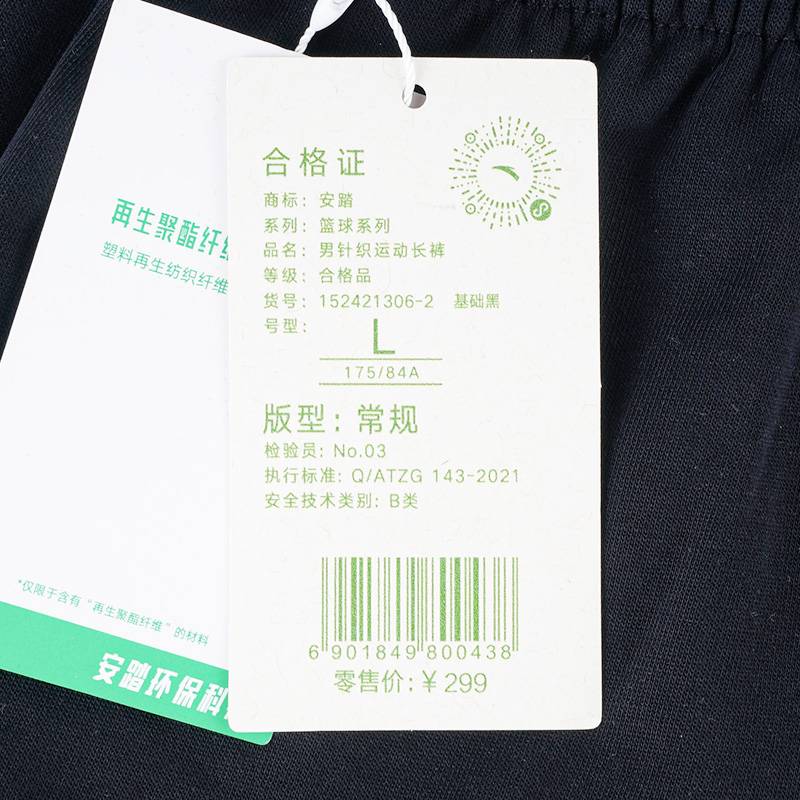 合格证
商标：安踏
系列：篮球系列
品名：男针织运动长裤
等级：合格品
货号：152421306-2 基础黑
号型：
L
175/84A
版型：常规
检验员：No.03
执行标准：Q/ATZG 143-2021
安全技术类别：B类
6 901849 800438
零售价：¥ 299
再生聚酯纤
塑料再生纺织纤维
*仅限于含有“再生聚酯纤维”的材料
安踏环保科